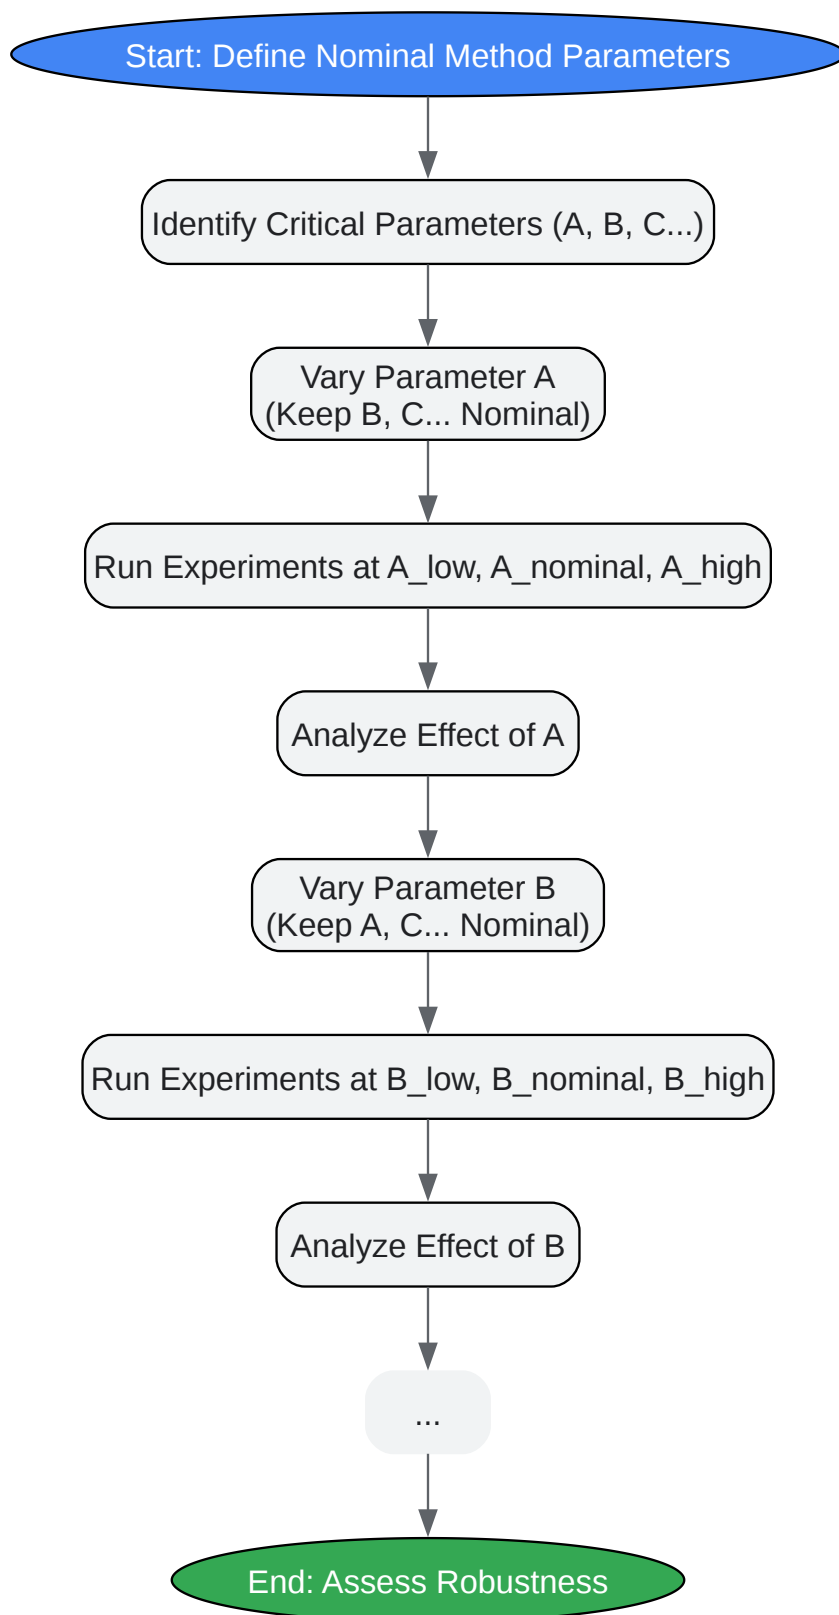 Start: Define Nominal Method Parameters
Identify Critical Parameters (A, B, C...)
Vary Parameter A
(Keep B, C... Nominal)
Run Experiments at A_low, A_nominal, A_high
Analyze Effect of A
Vary Parameter B
(Keep A, C... Nominal)
Run Experiments at B_low, B_nominal, B_high
Analyze Effect of B
...
End: Assess Robustness